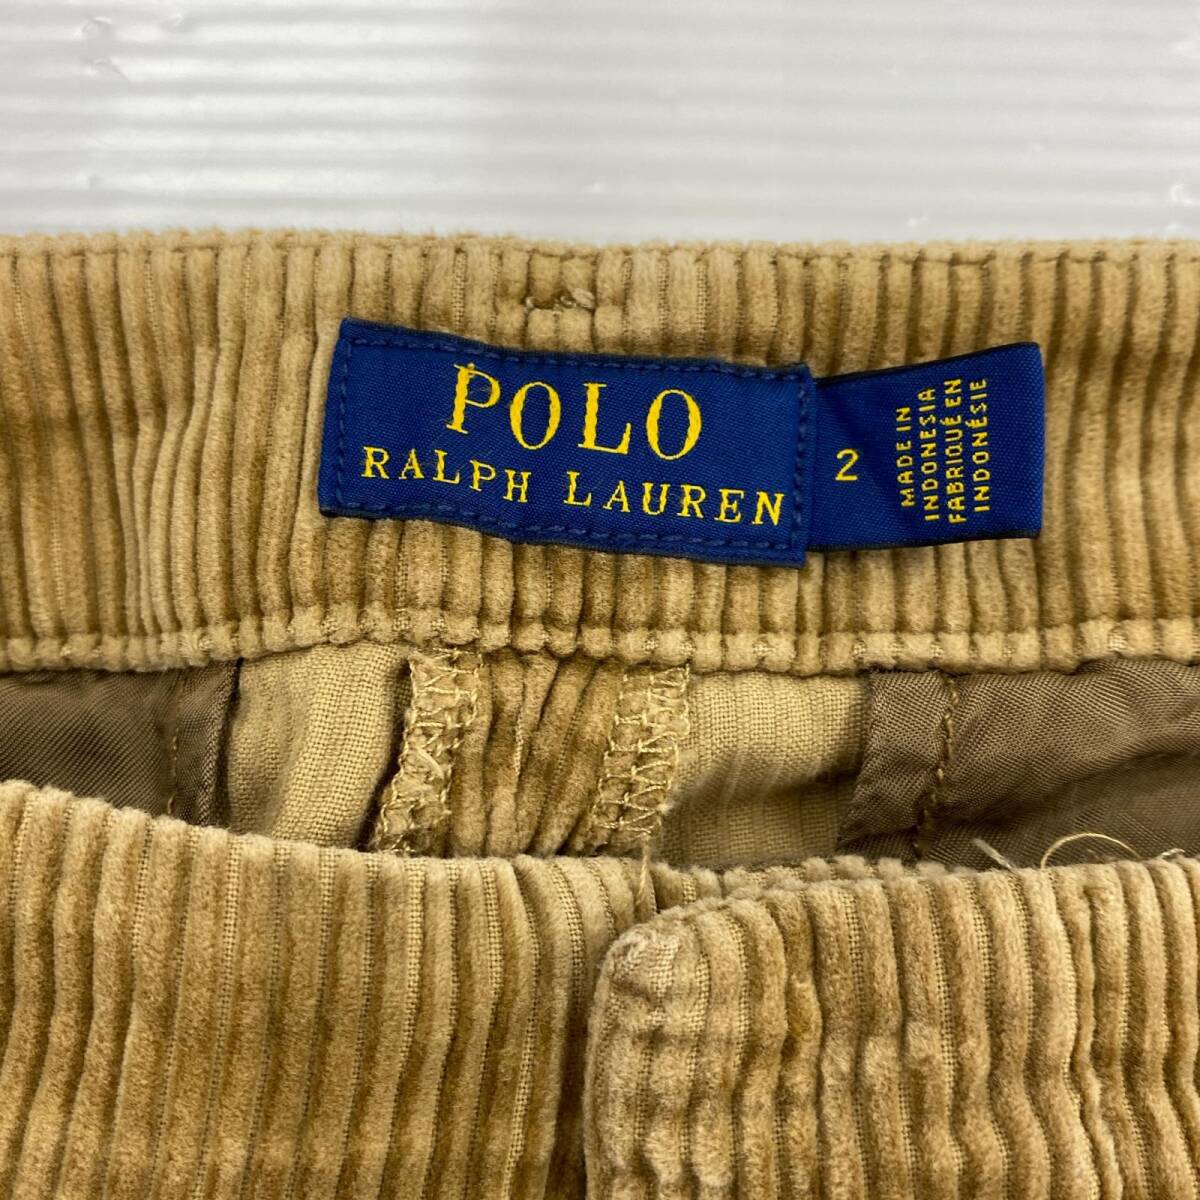 POLO
RALPH LAUREN
2
MADE IN
INDONESIA
FABRIQUÉ EN
INDONÉSIE